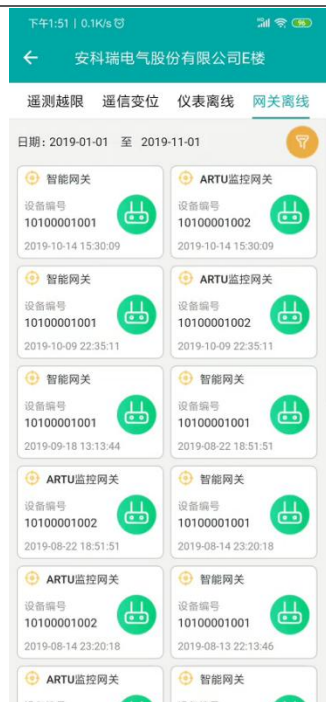 下午1:51 | 0.1K/s
96
安科瑞电气股份有限公司E楼
遥测越限 遥信变位 仪表离线 网关离线
日期: 2019-01-01 至 2019-11-01
智能网关
设备编号
10100001001
2019-10-14 15:30:09
ARTU监控网关
设备编号
10100001002
2019-10-14 15:30:09
智能网关
设备编号
10100001001
2019-10-09 22:35:11
ARTU监控网关
设备编号
10100001002
2019-10-09 22:35:11
智能网关
设备编号
10100001001
2019-09-18 13:13:44
智能网关
设备编号
10100001001
2019-08-22 18:51:51
ARTU监控网关
设备编号
10100001002
2019-08-22 18:51:51
智能网关
设备编号
10100001001
2019-08-14 23:20:18
ARTU监控网关
设备编号
10100001002
2019-08-14 23:20:18
智能网关
设备编号
10100001001
2019-08-13 22:13:46
ARTU监控网关
智能网关